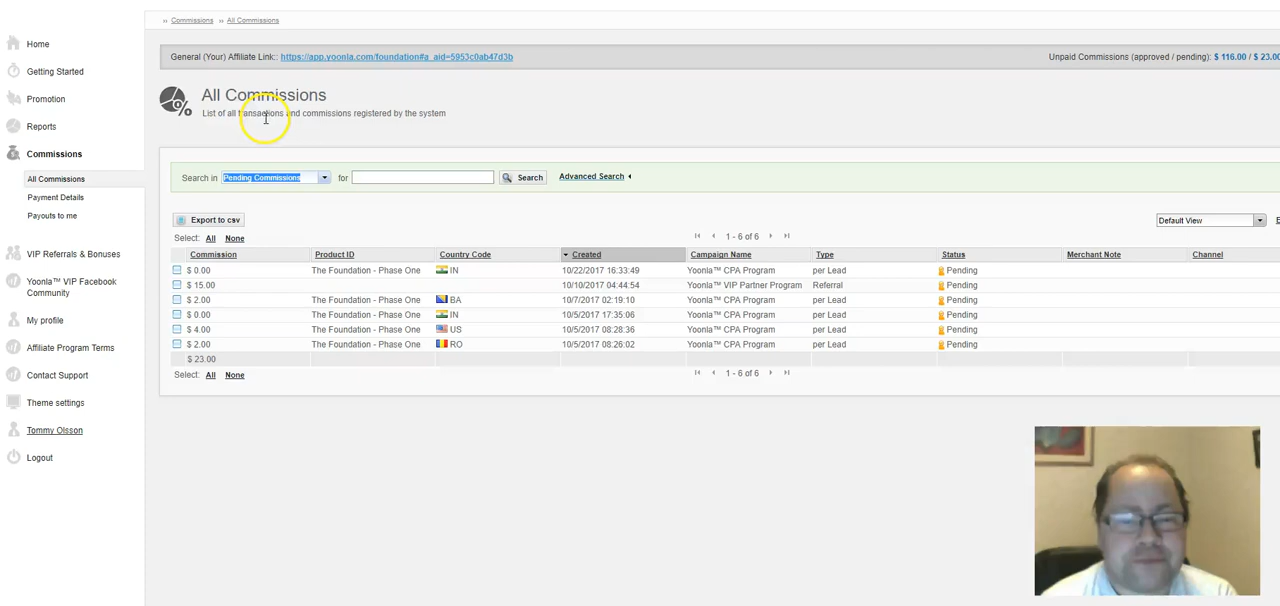 ›› Commissions ›› All Commissions
Home
Getting Started
Promotion
Reports
Commissions
All Commissions
Payment Details
Payouts to me
VIP Referrals & Bonuses
Yoonla™ VIP Facebook
Community
My profile
Affiliate Program Terms
Contact Support
Theme settings
Tommy Olsson
Logout
General (Your) Affiliate Link:: https://app.yoonla.com/foundation#a_aid=5953c0ab47d3b Unpaid Commissions (approved / pending): $ 116.00 / $ 23.00
All Commissions
List of all transactions and commissions registered by the system
Search in Pending Commissions for Search Advanced Search
Export to csv Default View
Select: All None 1 - 6 of 6
Commission Product ID Country Code Created Campaign Name Type Status Merchant Note Channel
$ 0.00 The Foundation - Phase One IN 10/22/2017 16:33:49 Yoonla™ CPA Program per Lead Pending
$ 15.00 10/10/2017 04:44:54 Yoonla™ VIP Partner Program Referral Pending
$ 2.00 The Foundation - Phase One BA 10/7/2017 02:19:10 Yoonla™ CPA Program per Lead Pending
$ 0.00 The Foundation - Phase One IN 10/5/2017 17:35:06 Yoonla™ CPA Program per Lead Pending
$ 4.00 The Foundation - Phase One US 10/5/2017 08:28:36 Yoonla™ CPA Program per Lead Pending
$ 2.00 The Foundation - Phase One RO 10/5/2017 08:26:02 Yoonla™ CPA Program per Lead Pending
$ 23.00
Select: All None 1 - 6 of 6